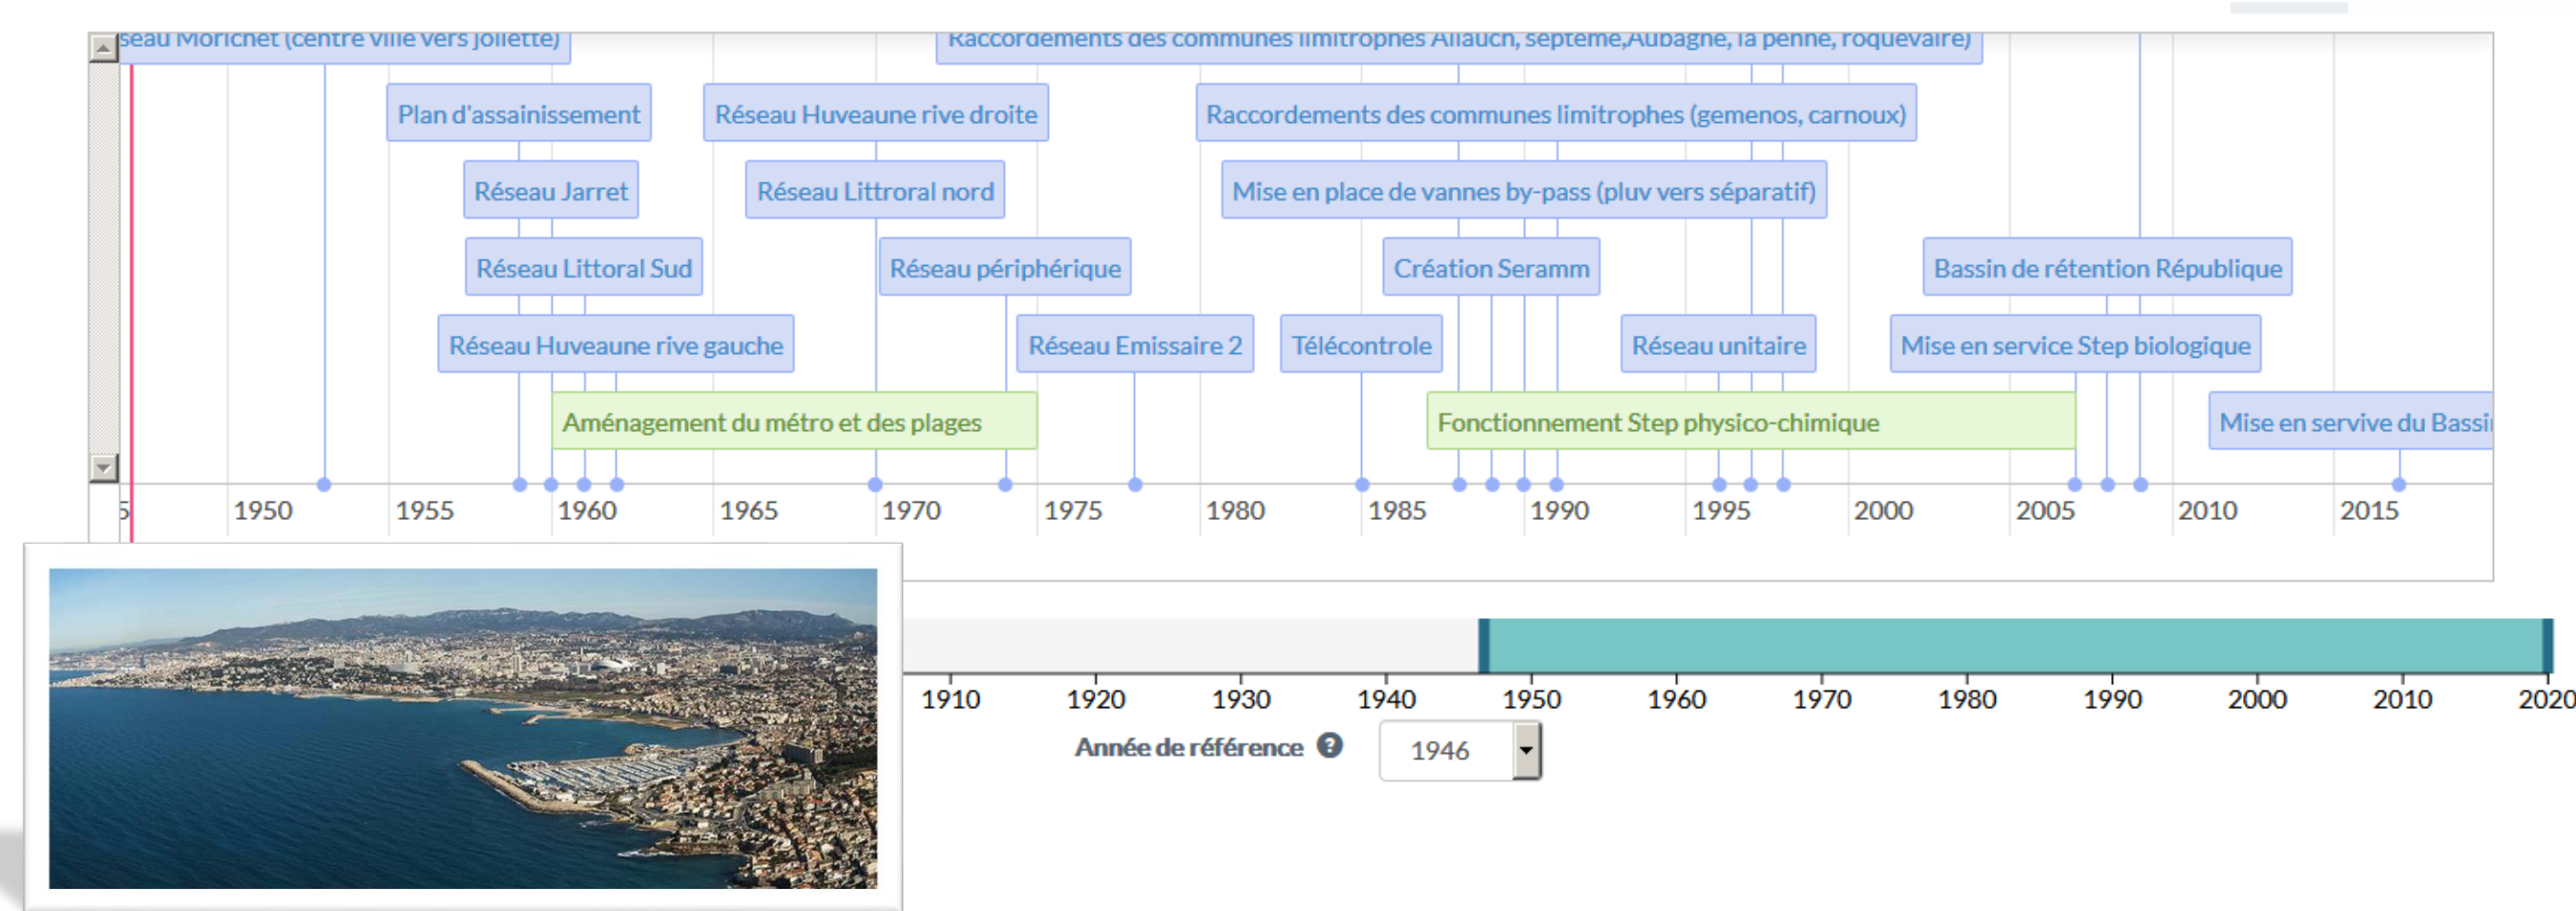 seau Morichet (centre ville vers joliette)
Raccordements des communes limitrophes Allauch, septeme,Aubagne, la penne, roquevaire)
Plan d'assainissement
Réseau Huveaune rive droite
Raccordements des communes limitrophes (gemenos, carnoux)
Réseau Jarret
Réseau Littroral nord
Mise en place de vannes by-pass (pluv vers séparatif)
Réseau Littoral Sud
Réseau périphérique
Création Seramm
Bassin de rétention République
Réseau Huveaune rive gauche
Réseau Emissaire 2
Télécontrole
Réseau unitaire
Mise en service Step biologique
Aménagement du métro et des plages
Fonctionnement Step physico-chimique
Mise en servive du Bassi
1950 1955 1960 1965 1970 1975 1980 1985 1990 1995 2000 2005 2010 2015
1910 1920 1930 1940 1950 1960 1970 1980 1990 2000 2010 2020
Année de référence ? 1946